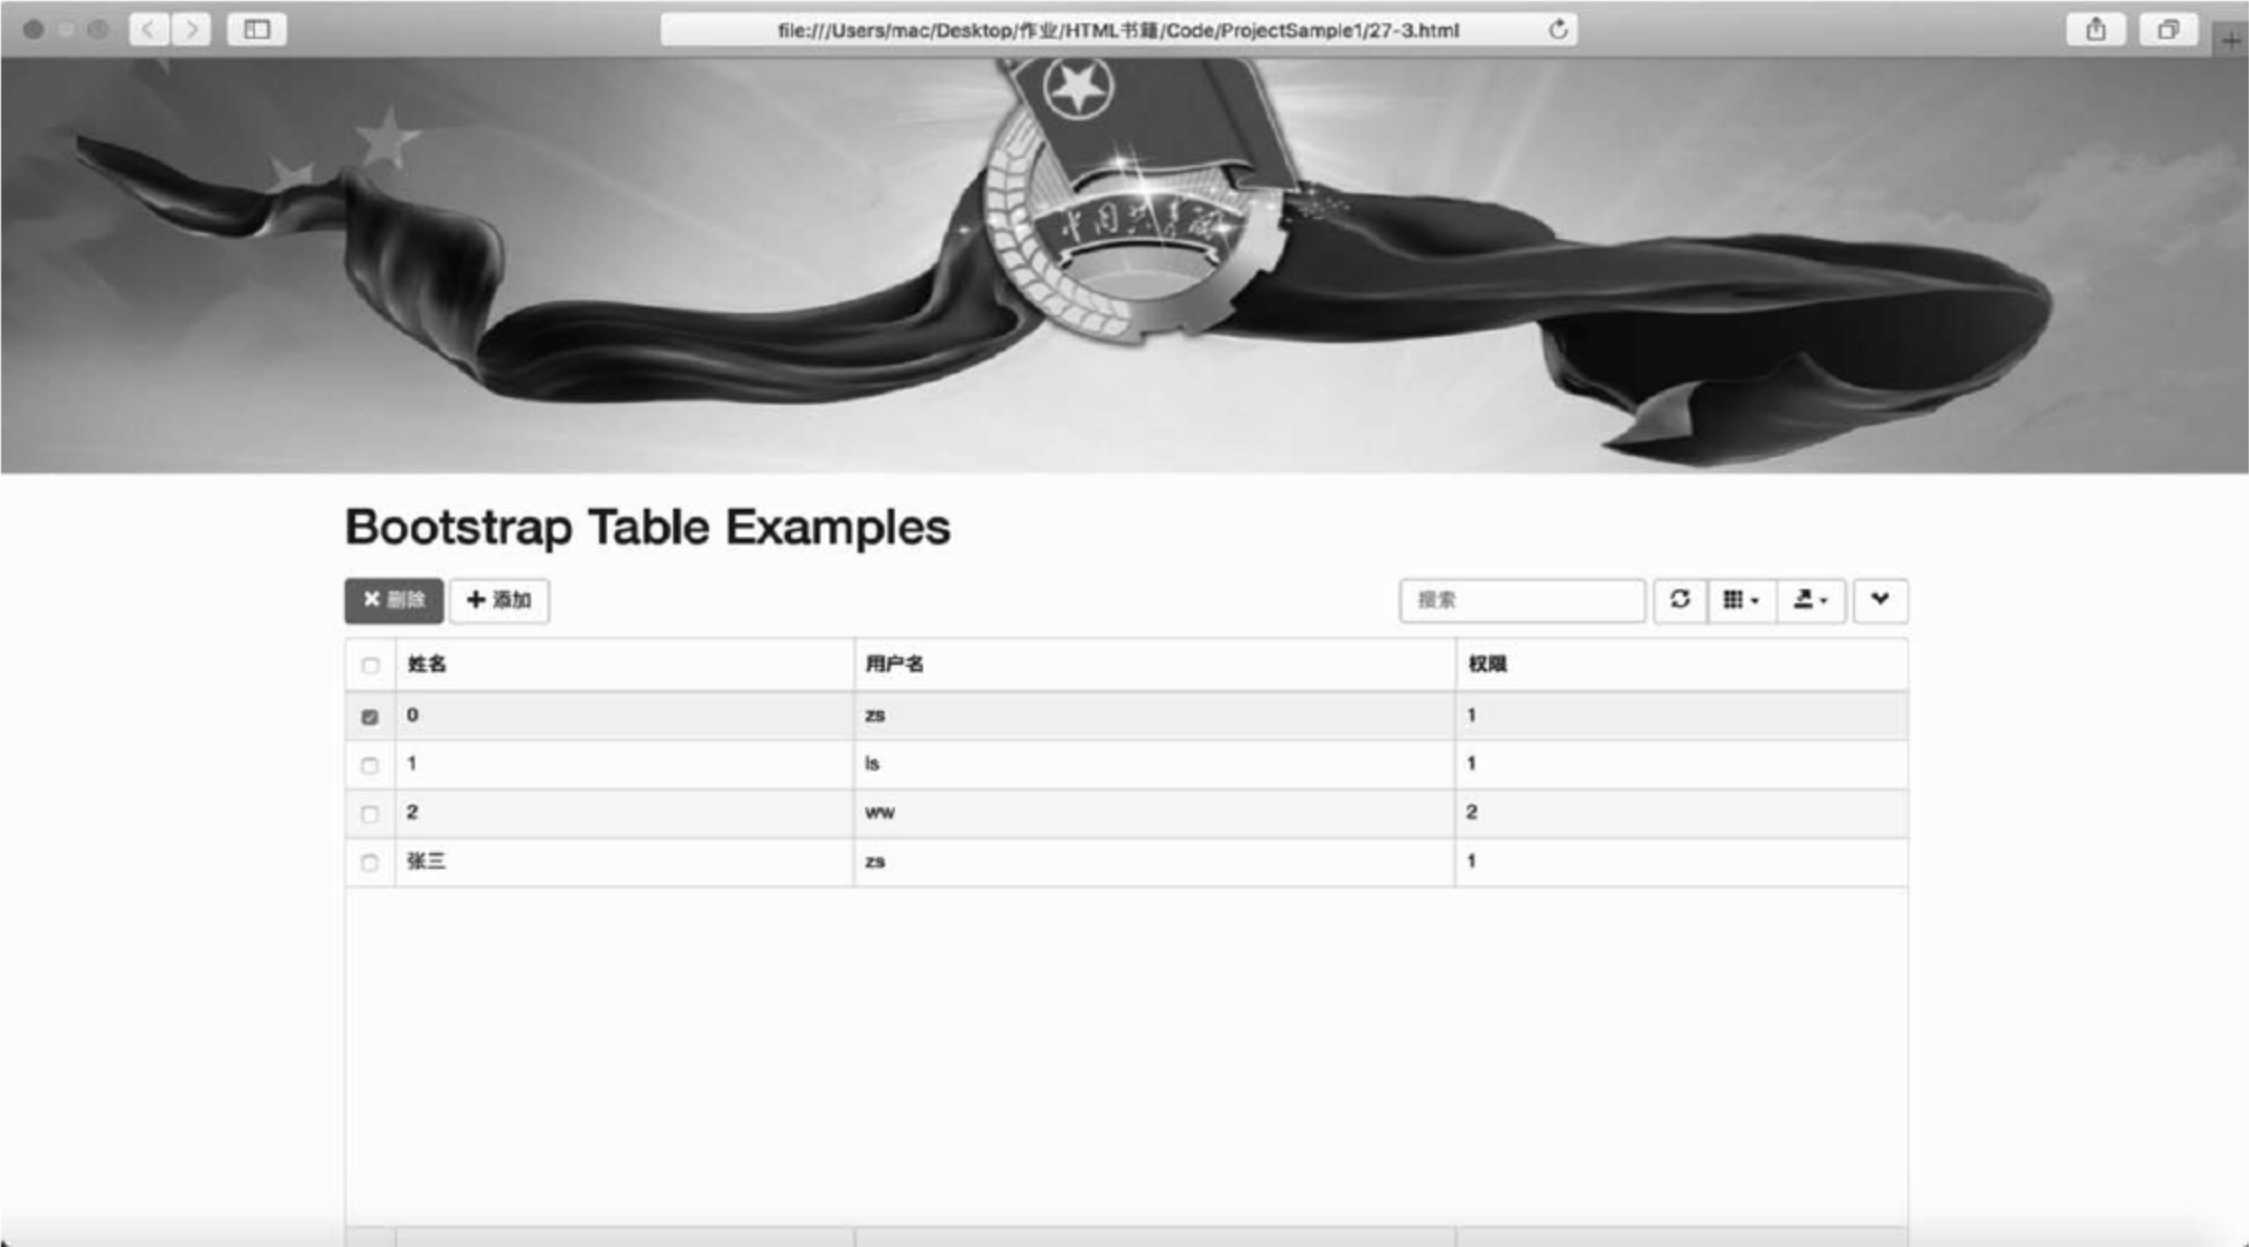 file:///Users/mac/Desktop/作业/HTML书籍/Code/ProjectSample1/27-3.html
Bootstrap Table Examples
删除 添加 搜索
姓名 用户名 权限
0 zs 1
1 ls 1
2 ww 2
张三 zs 1